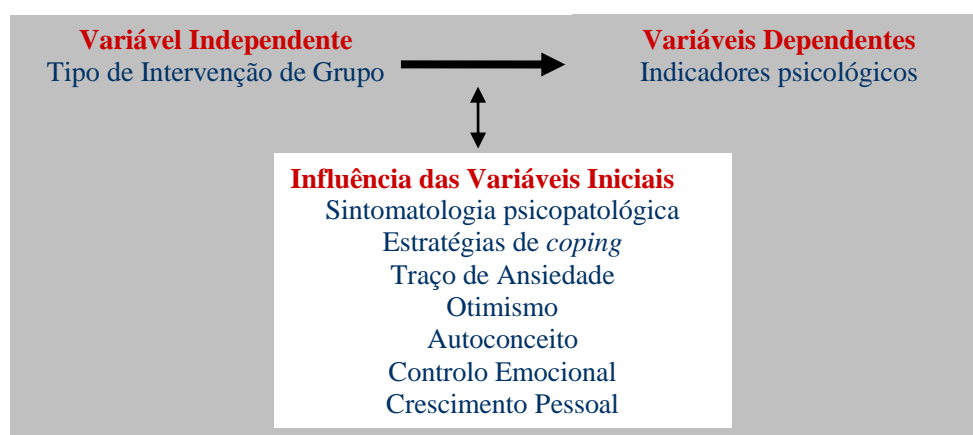 Variável Independente
Tipo de Intervenção de Grupo
Variáveis Dependentes
Indicadores psicológicos
Influência das Variáveis Iniciais
Sintomatologia psicopatológica
Estratégias de coping
Traço de Ansiedade
Otimismo
Autoconceito
Controlo Emocional
Crescimento Pessoal